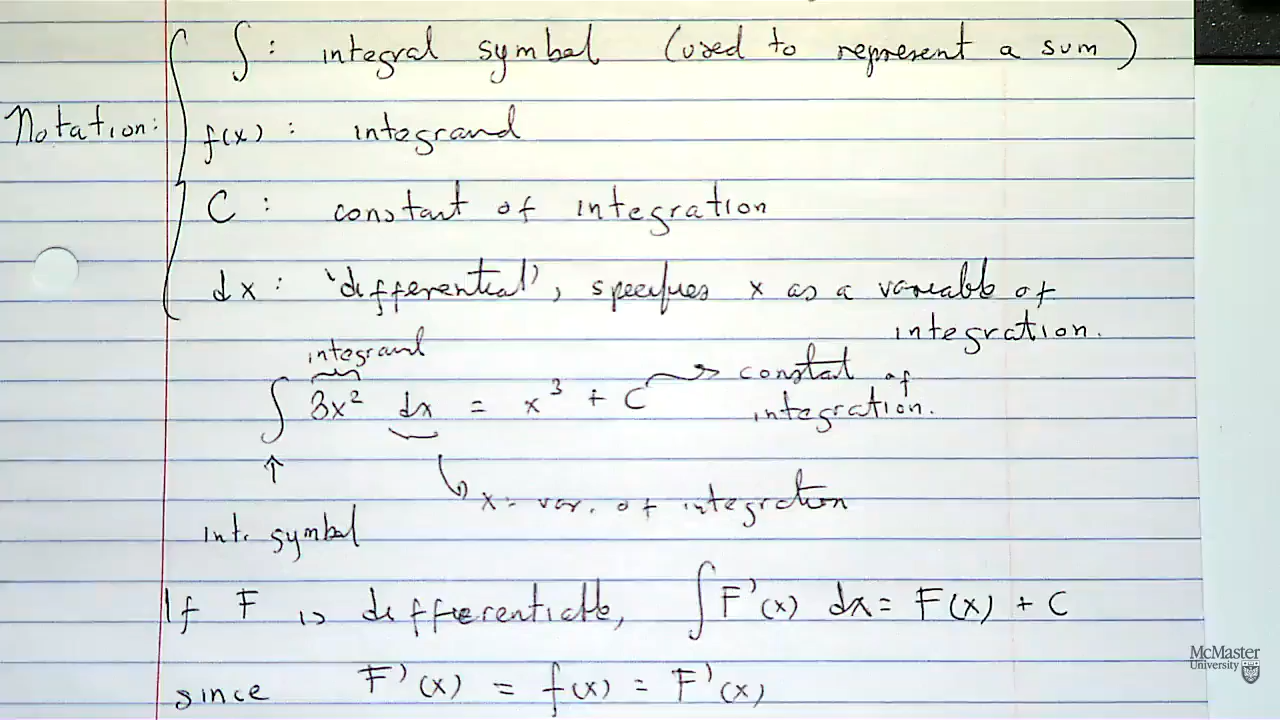 ∫ : integral symbol (used to represent a sum)
Notation: f(x) : integrand
C : constant of integration
dx : 'differential', specifies x as a variable of
integration.
integrand
∫ 3x² dx = x³ + C → constat of
integration.
↑ ↳ x = var. of integration
int. symbol
If F is differentiable, ∫ F'(x) dx = F(x) + C
since F'(x) = f(x) = F'(x)
McMaster
University